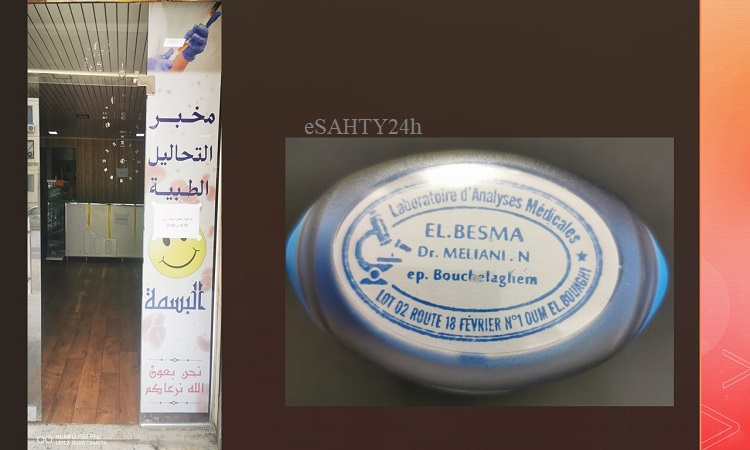 مخبر
التحاليل
الطبية
البسمة
نحن بعون
الله نرعاكم
eSAHTY24h
Laboratoire d'Analyses Médicales
EL.BESMA
Dr. MELIANI . N
ep. Bouchelaghem
LOT 02 ROUTE 18 FÉVRIER N°1 OUM EL.BOUAGHI